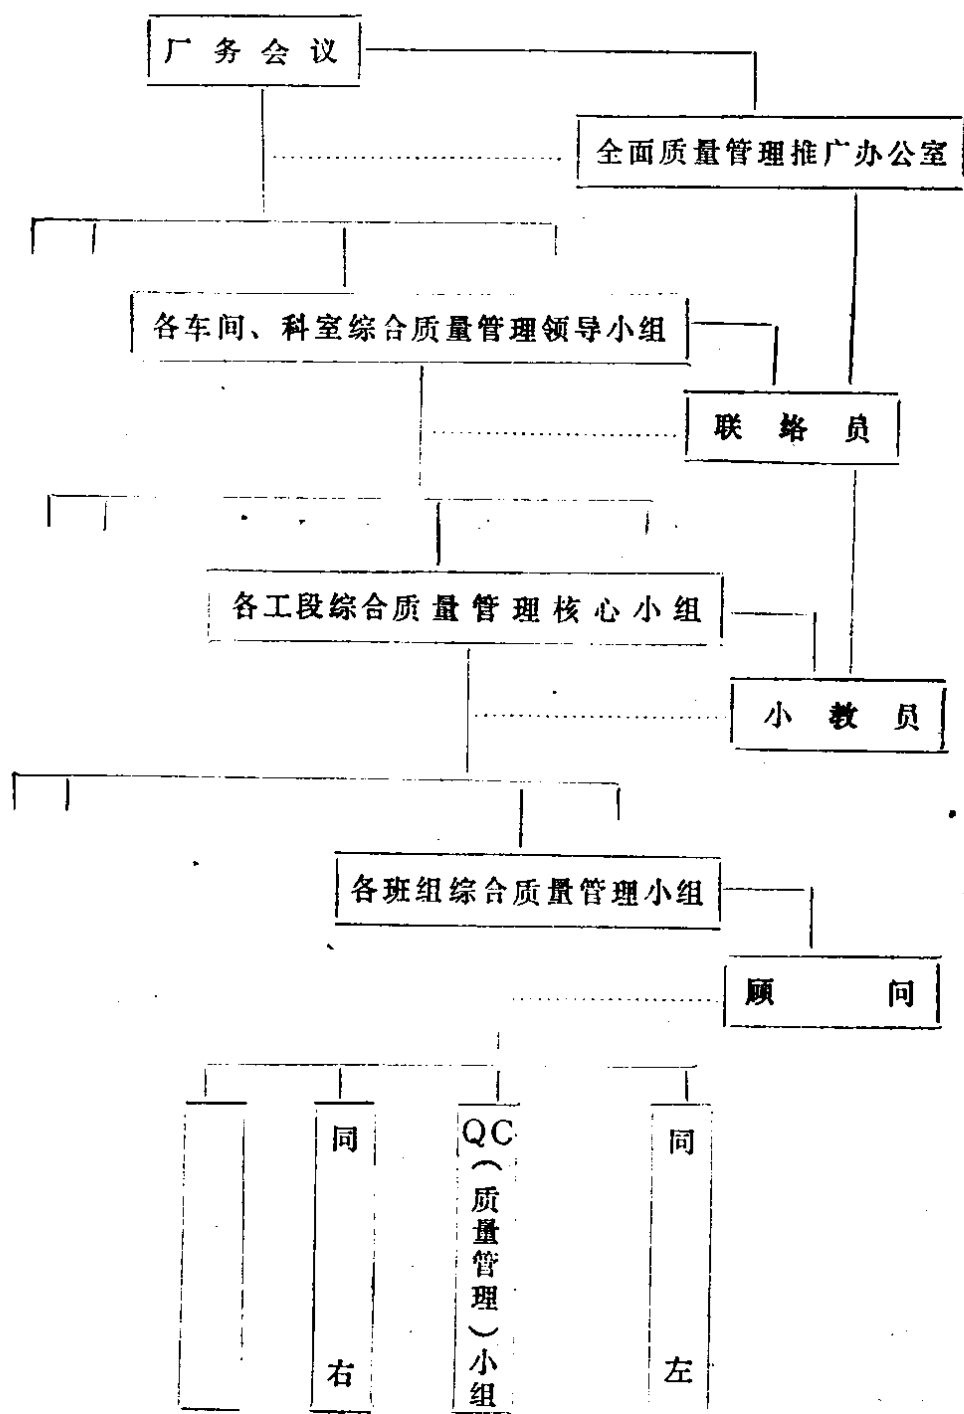 厂务会议
全面质量管理推广办公室
各车间、科室综合质量管理领导小组
联络员
各工段综合质量管理核心小组
小教员
各班组综合质量管理小组
顾问
同右
QC（质量管理）小组
同左